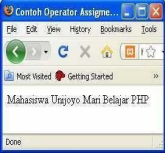 Contoh Operator Assigme...
File Edit View History Bookmarks Tools
Most Visited Getting Started
Mahasiswa Unijoyo Mari Belajar PHP
Done